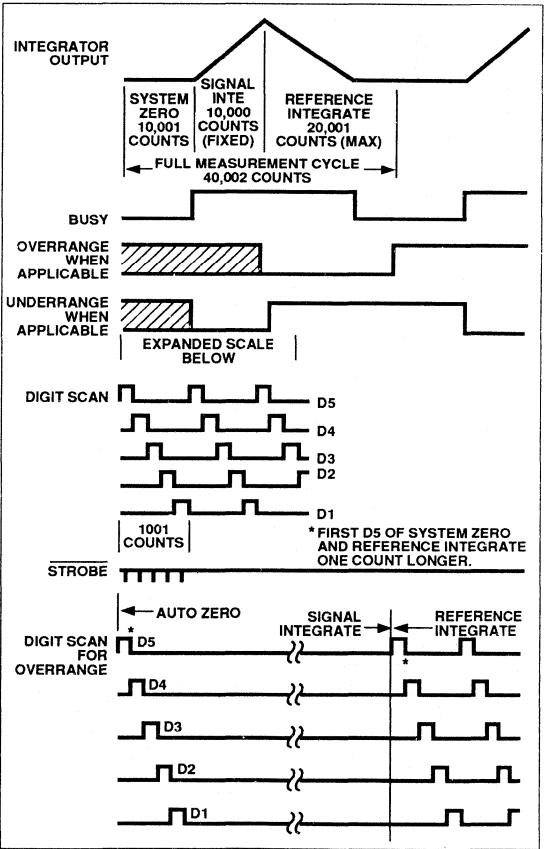 INTEGRATOR
OUTPUT
SYSTEM
ZERO
10,001
COUNTS
SIGNAL
INTE
10,000
COUNTS
(FIXED)
REFERENCE
INTEGRATE
20,001
COUNTS (MAX)
FULL MEASUREMENT CYCLE
40,002 COUNTS
BUSY
OVERRANGE
WHEN
APPLICABLE
UNDERRANGE
WHEN
APPLICABLE
EXPANDED SCALE
BELOW
DIGIT SCAN
D5
D4
D3
D2
D1
1001
COUNTS
* FIRST D5 OF SYSTEM ZERO
AND REFERENCE INTEGRATE
ONE COUNT LONGER.
STROBE
AUTO ZERO
SIGNAL
INTEGRATE
REFERENCE
INTEGRATE
DIGIT SCAN
FOR
OVERRANGE
* D5
*
D4
D3
D2
D1